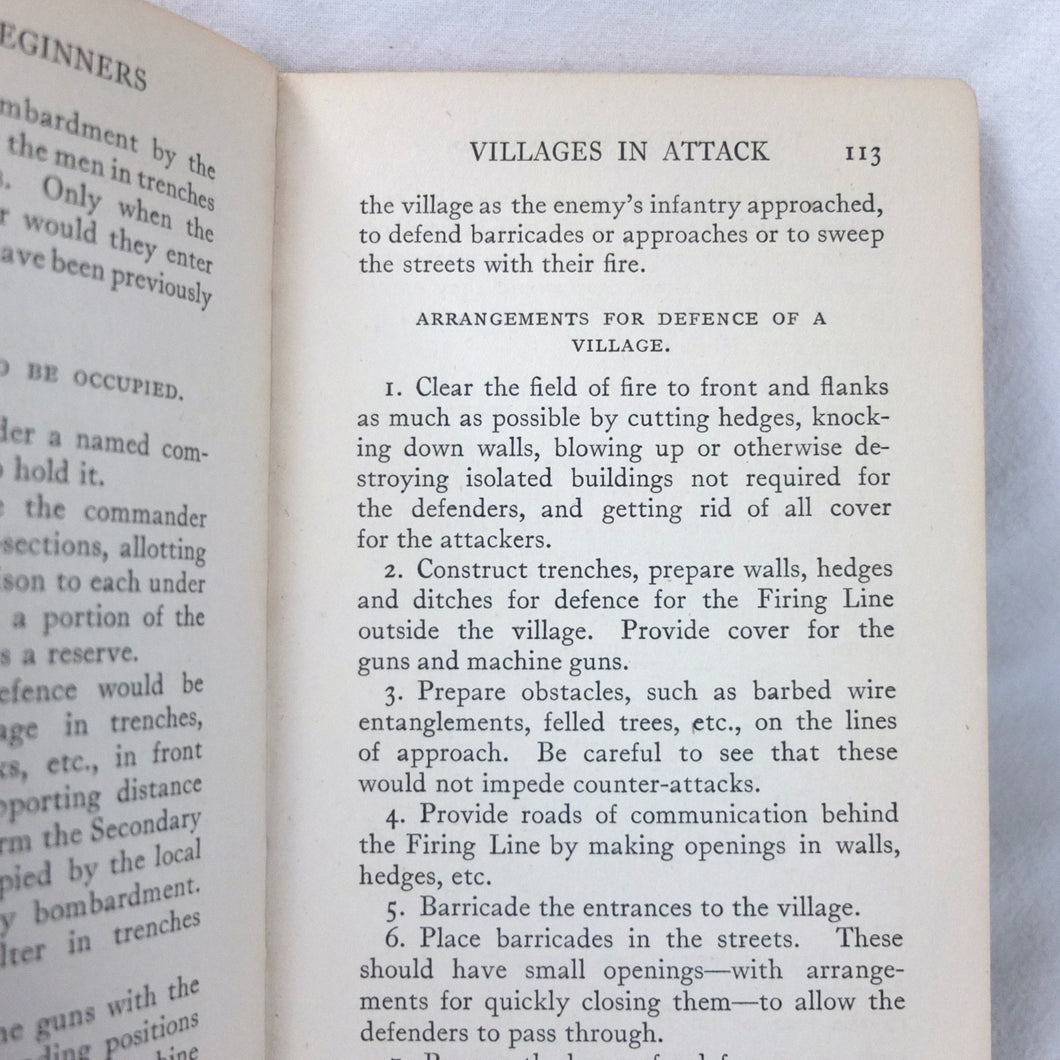 BEGINNERS
by the
the men in trenches
Only when the
would they enter
have been previously
BE OCCUPIED.
a named com-
hold it.
the commander
sections, allotting
to each under
a portion of the
a reserve.
would be
in trenches,
etc., in front
distance
the Secondary
by the local
bombardment.
in trenches
guns with the
positions
VILLAGES IN ATTACK 113
the village as the enemy's infantry approached,
to defend barricades or approaches or to sweep
the streets with their fire.
ARRANGEMENTS FOR DEFENCE OF A
VILLAGE.
1. Clear the field of fire to front and flanks
as much as possible by cutting hedges, knock-
ing down walls, blowing up or otherwise de-
stroying isolated buildings not required for
the defenders, and getting rid of all cover
for the attackers.
2. Construct trenches, prepare walls, hedges
and ditches for defence for the Firing Line
outside the village. Provide cover for the
guns and machine guns.
3. Prepare obstacles, such as barbed wire
entanglements, felled trees, etc., on the lines
of approach. Be careful to see that these
would not impede counter-attacks.
4. Provide roads of communication behind
the Firing Line by making openings in walls,
hedges, etc.
5. Barricade the entrances to the village.
6. Place barricades in the streets. These
should have small openings—with arrange-
ments for quickly closing them—to allow the
defenders to pass through.